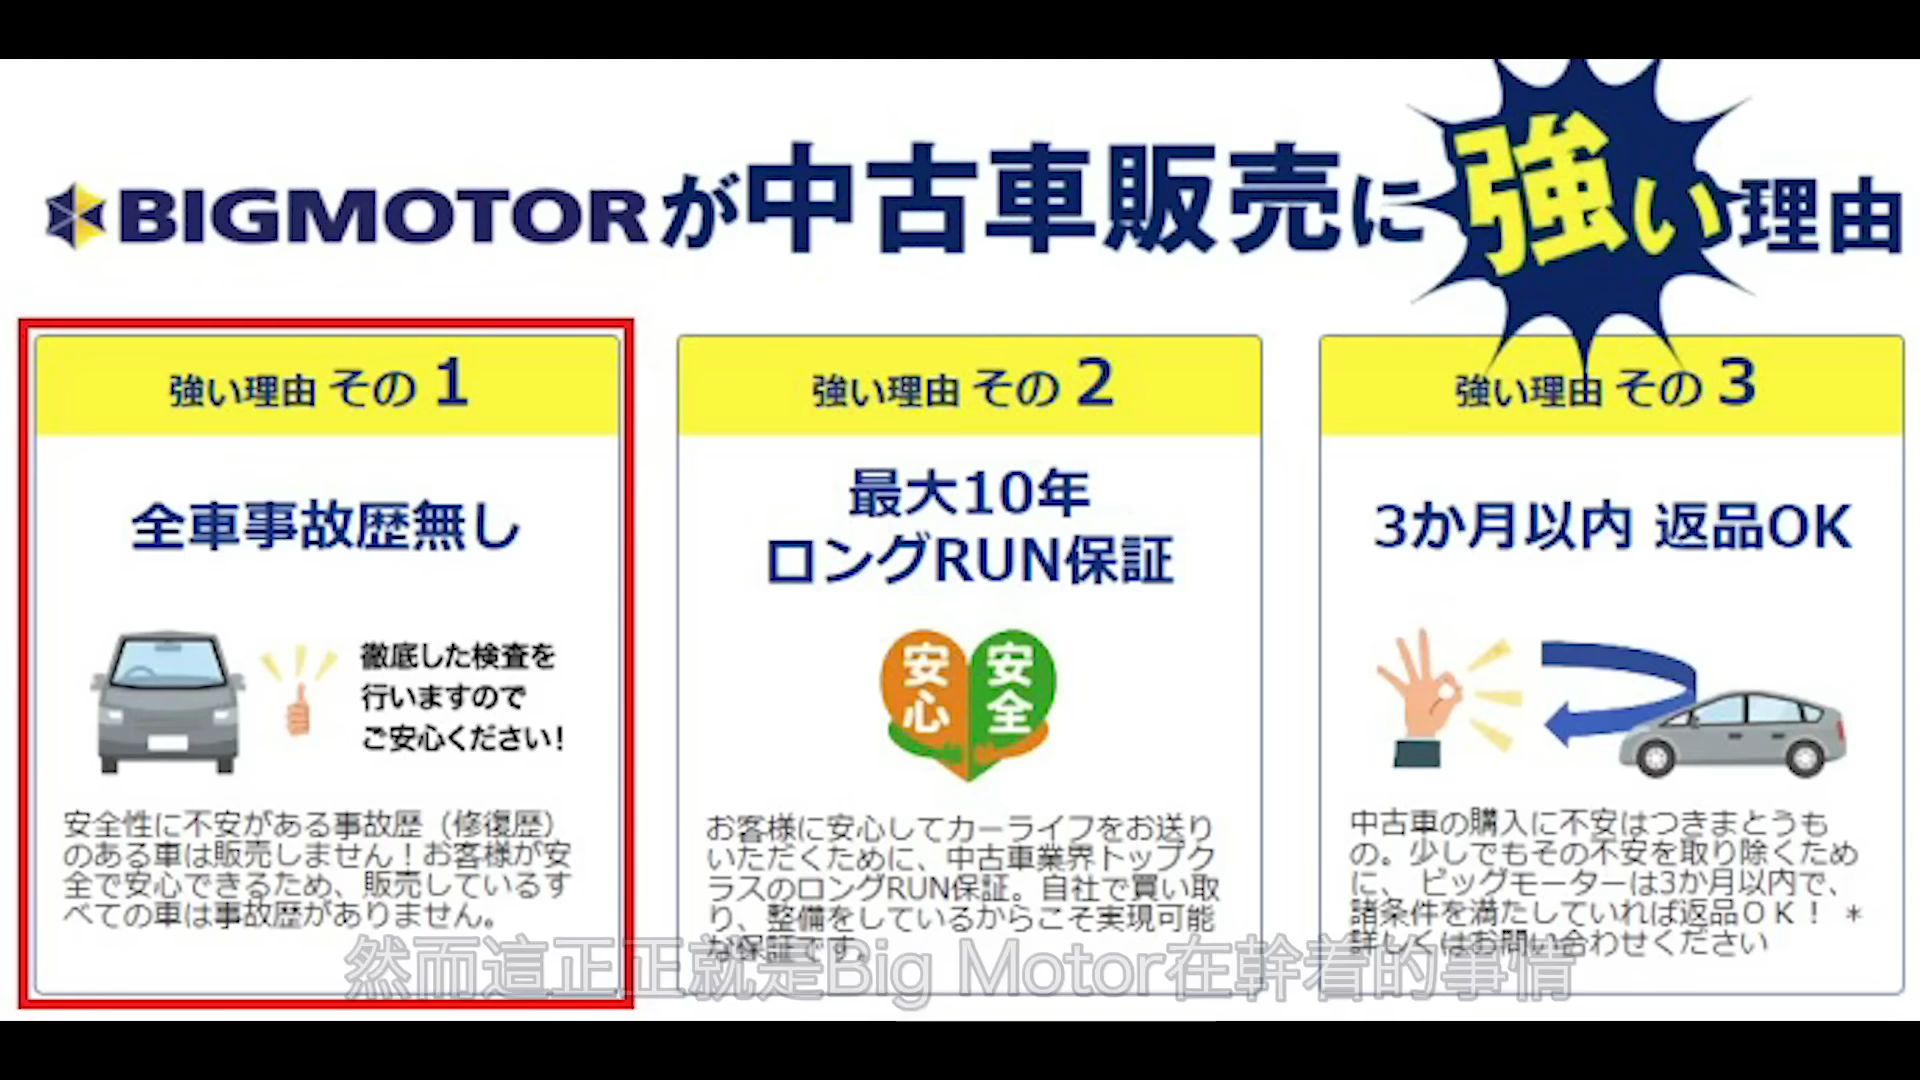 BIGMOTORが中古車販売に強い理由
強い理由 その 1
全車事故歴無し
徹底した検査を
行いますので
ご安心ください!
安全性に不安がある事故歴（修復歴）
のある車は販売しません！お客様が安
全で安心できるため、販売しているす
べての車は事故歴がありません。
強い理由 その 2
最大10年
ロングRUN保証
安心
安全
お客様に安心してカーライフをお送り
いただくために、中古車業界トップク
ラスのロングRUN保証。自社で買い取
り、整備をしているからこそ実現可能
な保証です。
強い理由 その 3
3か月以内 返品OK
中古車の購入に不安はつきまとうも
の。少しでもその不安を取り除くため
に、 ビッグモーターは3か月以内で、
諸条件を満たしていれば返品ＯＫ！ ＊
詳しくはお問い合わせください
然而這正正就是Big Motor在幹着的事情